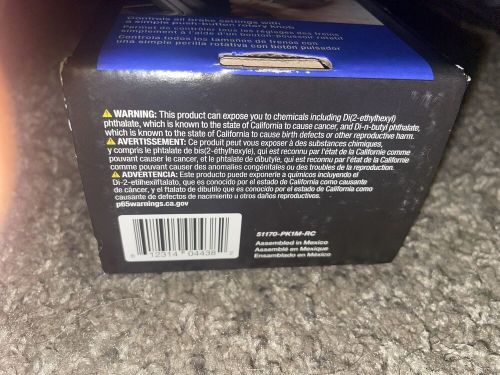 Controls all brake settings with
a simple push-button rotary knob
Permet de contrôler tous les réglages des freins
simplement à l'aide d'un bouton-poussoir rotatif
Controla todos los tamaños de frenos con
una simple perilla rotativa con botón pulsador
⚠ WARNING: This product can expose you to chemicals including Di(2-ethylhexyl)
phthalate, which is known to the state of California to cause cancer, and Di-n-butyl phthalate,
which is known to the state of California to cause birth defects or other reproductive harm.
⚠ AVERTISSEMENT: Ce produit peut vous exposer à des substances chimiques,
y compris le phtalate de bis(2-éthylhexyle), qui est reconnu par l'état de la Californie comme
pouvant causer le cancer, et le phtalate de dibutyle, qui est reconnu par l'état de la Californie
comme pouvant causer des anomalies congénitales ou des troubles de la reproduction.
⚠ ADVERTENCIA: Este producto puede exponerle a químicos incluyendo el
Di-2-etilhexilftalato, que es conocido por el estado de California como causante
de cáncer, y el ftalato de dibutilo que es conocido por el estado de California como
causante de defectos de nacimiento u otros daños reproductivos.
p65warnings.ca.gov
51170-PK1M-RC
Assembled in Mexico
Assemblé en Mexique
Ensamblado en México
8 12314 04438 2